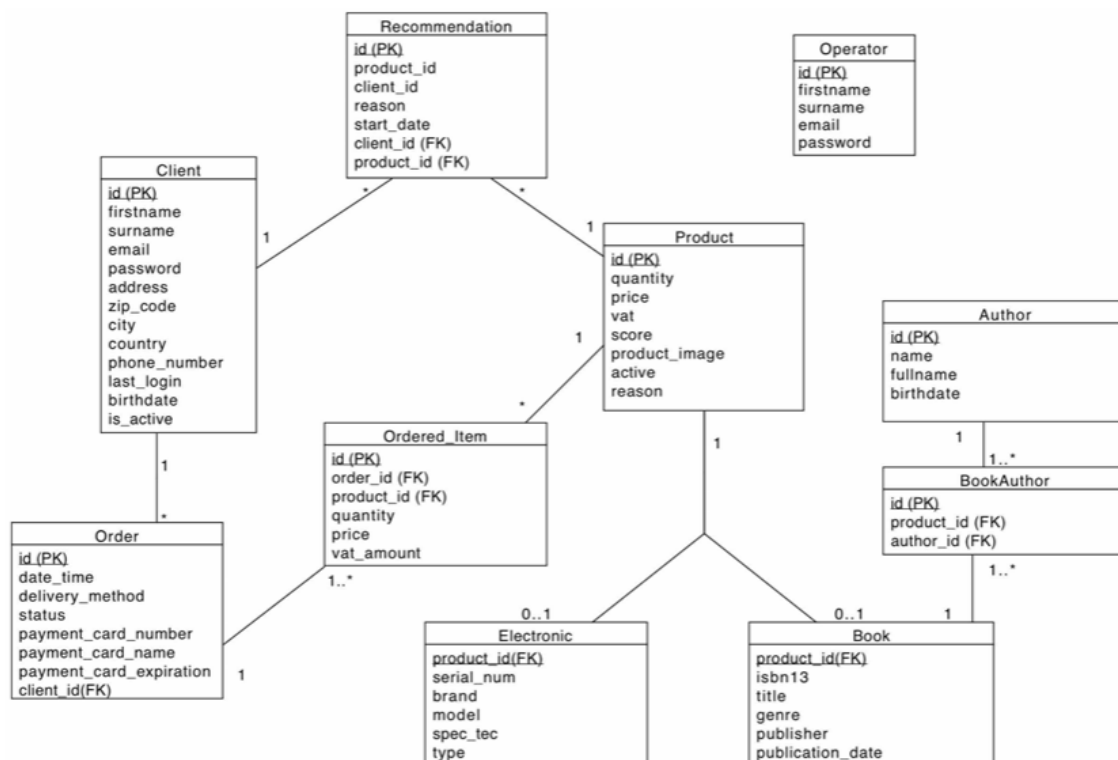 Recommendation
id (PK)
product_id
client_id
reason
start_date
client_id (FK)
product_id (FK)
Operator
id (PK)
firstname
surname
email
password
Client
id (PK)
firstname
surname
email
password
address
zip_code
city
country
phone_number
last_login
birthdate
is_active
*
*
1
1
Product
id (PK)
quantity
price
vat
score
product_image
active
reason
Author
id (PK)
name
fullname
birthdate
1
*
Ordered_Item
id (PK)
order_id (FK)
product_id (FK)
quantity
price
vat_amount
1
1
1..*
BookAuthor
id (PK)
product_id (FK)
author_id (FK)
1
*
Order
id (PK)
date_time
delivery_method
status
payment_card_number
payment_card_name
payment_card_expiration
client_id(FK)
1..*
1
1..*
1
0..1
0..1
Electronic
product_id(FK)
serial_num
brand
model
spec_tec
type
Book
product_id(FK)
isbn13
title
genre
publisher
publication_date